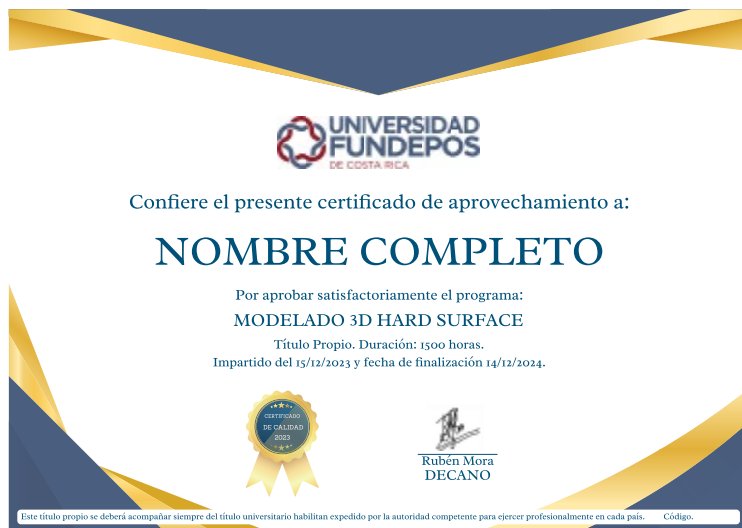 UNIVERSIDAD
FUNDEPOS
DE COSTA RICA
Confiere el presente certificado de aprovechamiento a:
NOMBRE COMPLETO
Por aprobar satisfactoriamente el programa:
MODELADO 3D HARD SURFACE
Título Propio. Duración: 1500 horas.
Impartido del 15/12/2023 y fecha de finalización 14/12/2024.
CERTIFICADO
DE CALIDAD
2023
Rubén Mora
DECANO
Este título propio se deberá acompañar siempre del título universitario habilitan expedido por la autoridad competente para ejercer profesionalmente en cada país. Código.